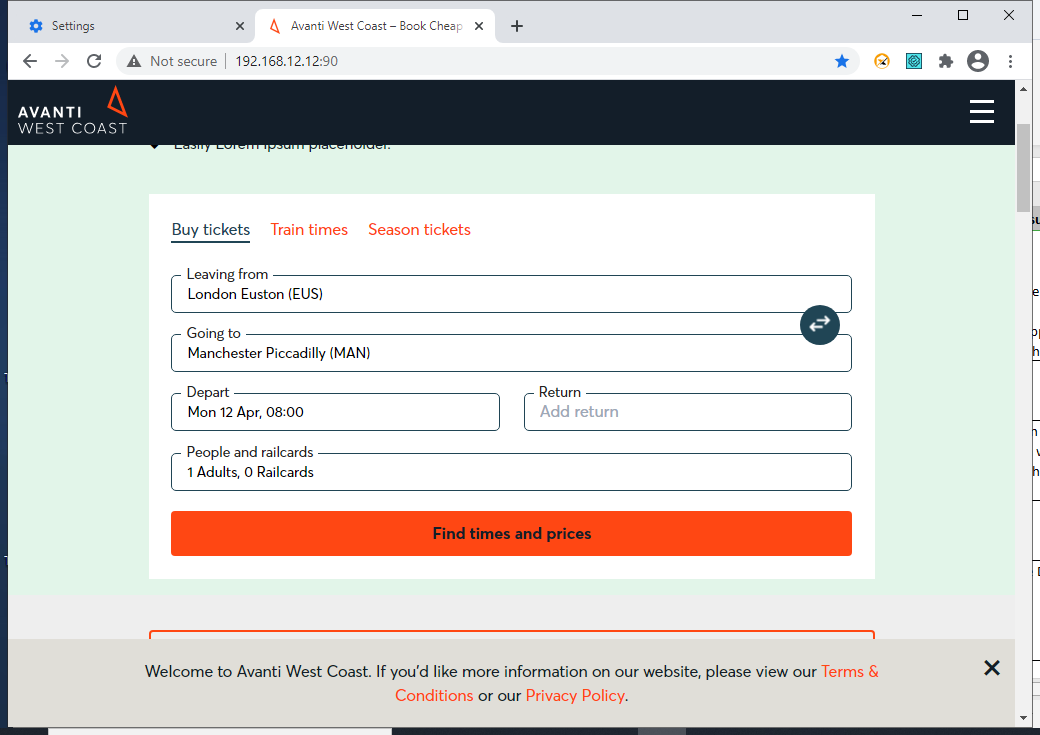 Settings
Avanti West Coast – Book Cheap
Not secure
192.168.12.12:90
AVANTI
WEST COAST
Easily Lorem ipsum placeholder.
Buy tickets Train times Season tickets
Leaving from
London Euston (EUS)
Going to
Manchester Piccadilly (MAN)
Depart
Mon 12 Apr, 08:00
Return
Add return
People and railcards
1 Adults, 0 Railcards
Find times and prices
Welcome to Avanti West Coast. If you'd like more information on our website, please view our Terms &
Conditions or our Privacy Policy.